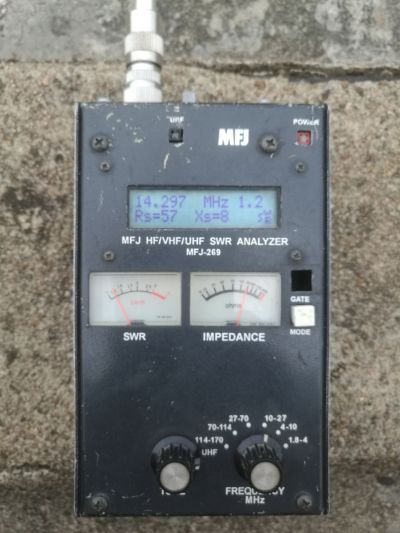 UHF
POWER
MFJ
14.297 MHz 1.2
Rs=57 Xs=8 SWR
MFJ HF/VHF/UHF SWR ANALYZER
MFJ-269
SWR
ohms
IMPEDANCE
GATE
MODE
27-70
10-27
70-114
4-10
114-170
1.8-4
UHF
TUNE
FREQUENCY
MHz